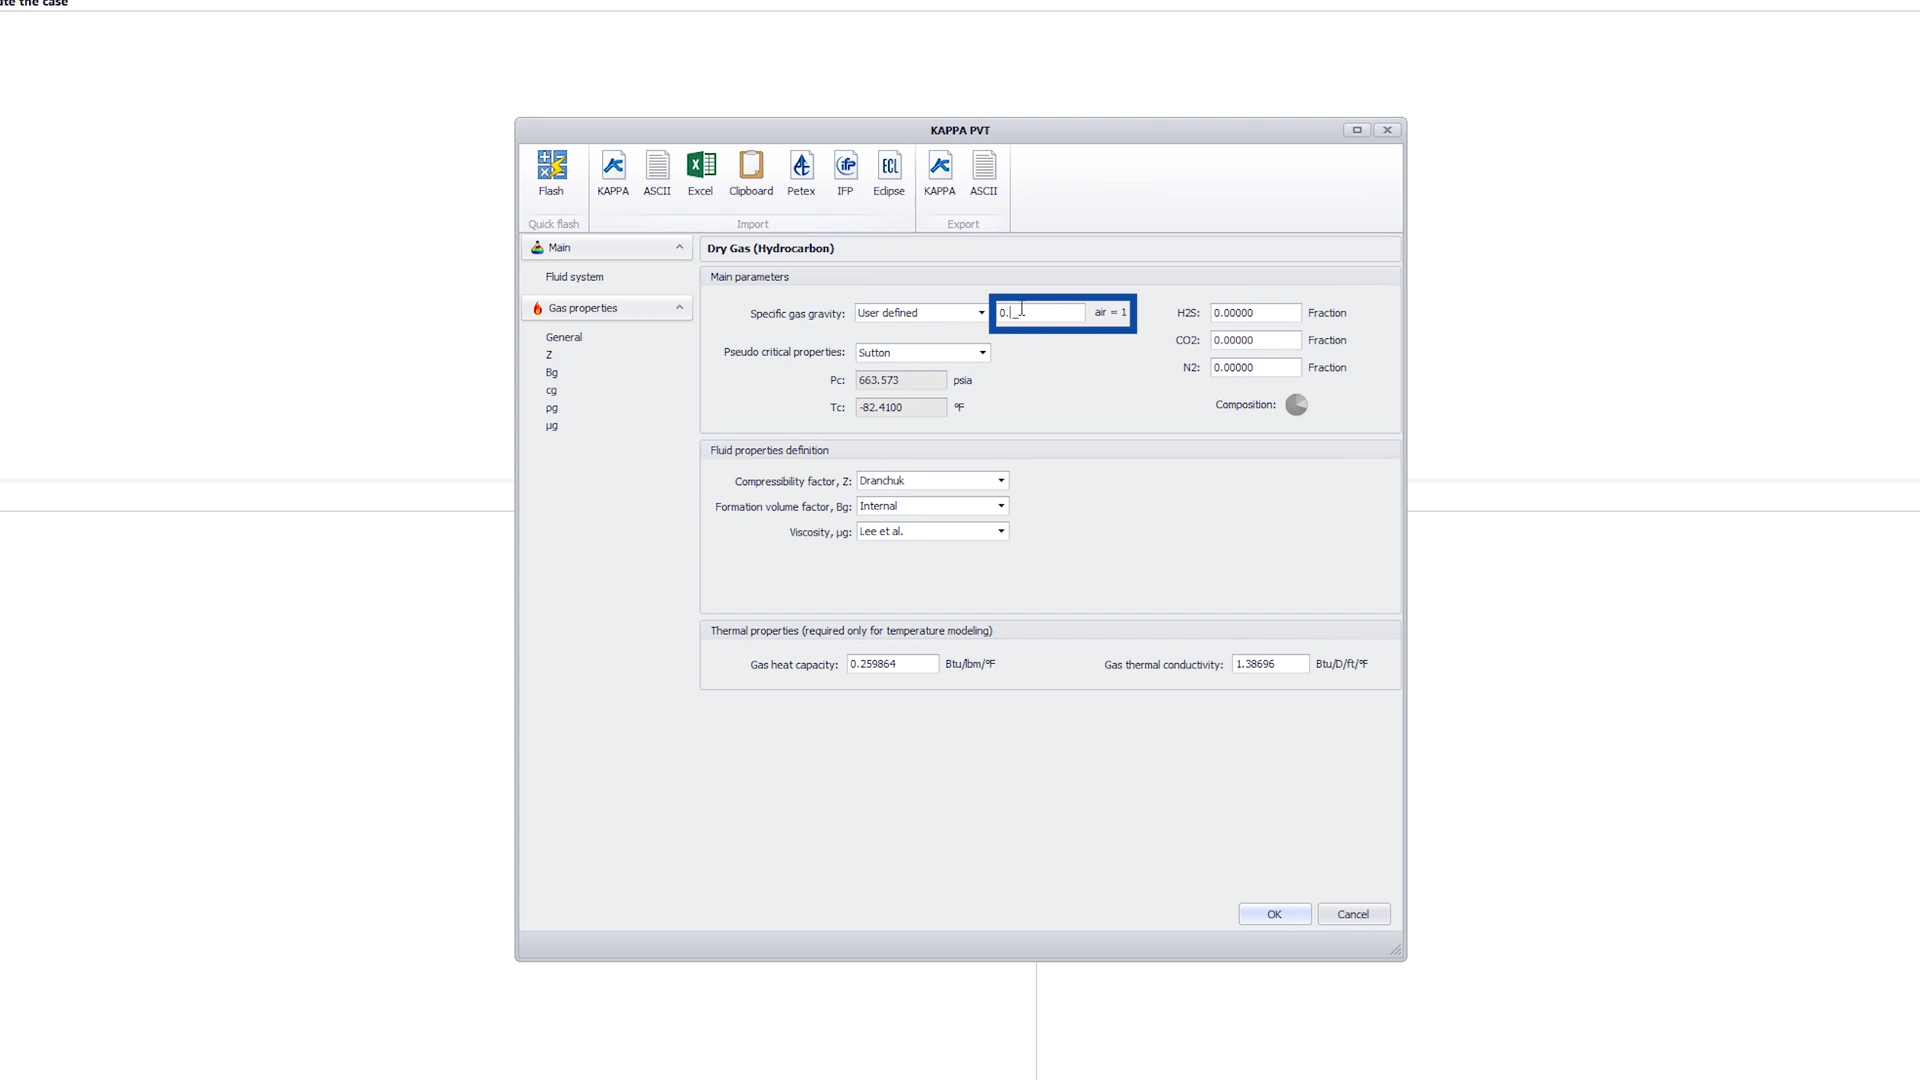 ate the case
KAPPA PVT
Flash
KAPPA
ASCII
Excel
Clipboard
Petex
IFP
Eclipse
KAPPA
ASCII
Quick flash
Import
Export
Main
Fluid system
Gas properties
General
Z
Bg
cg
ρg
µg
Dry Gas (Hydrocarbon)
Main parameters
Specific gas gravity: User defined 0._ air = 1
Pseudo critical properties: Sutton
Pc: 663.573 psia
Tc: -82.4100 °F
H2S: 0.00000 Fraction
CO2: 0.00000 Fraction
N2: 0.00000 Fraction
Composition:
Fluid properties definition
Compressibility factor, Z: Dranchuk
Formation volume factor, Bg: Internal
Viscosity, µg: Lee et al.
Thermal properties (required only for temperature modeling)
Gas heat capacity: 0.259864 Btu/lbm/°F
Gas thermal conductivity: 1.38696 Btu/D/ft/°F
OK
Cancel